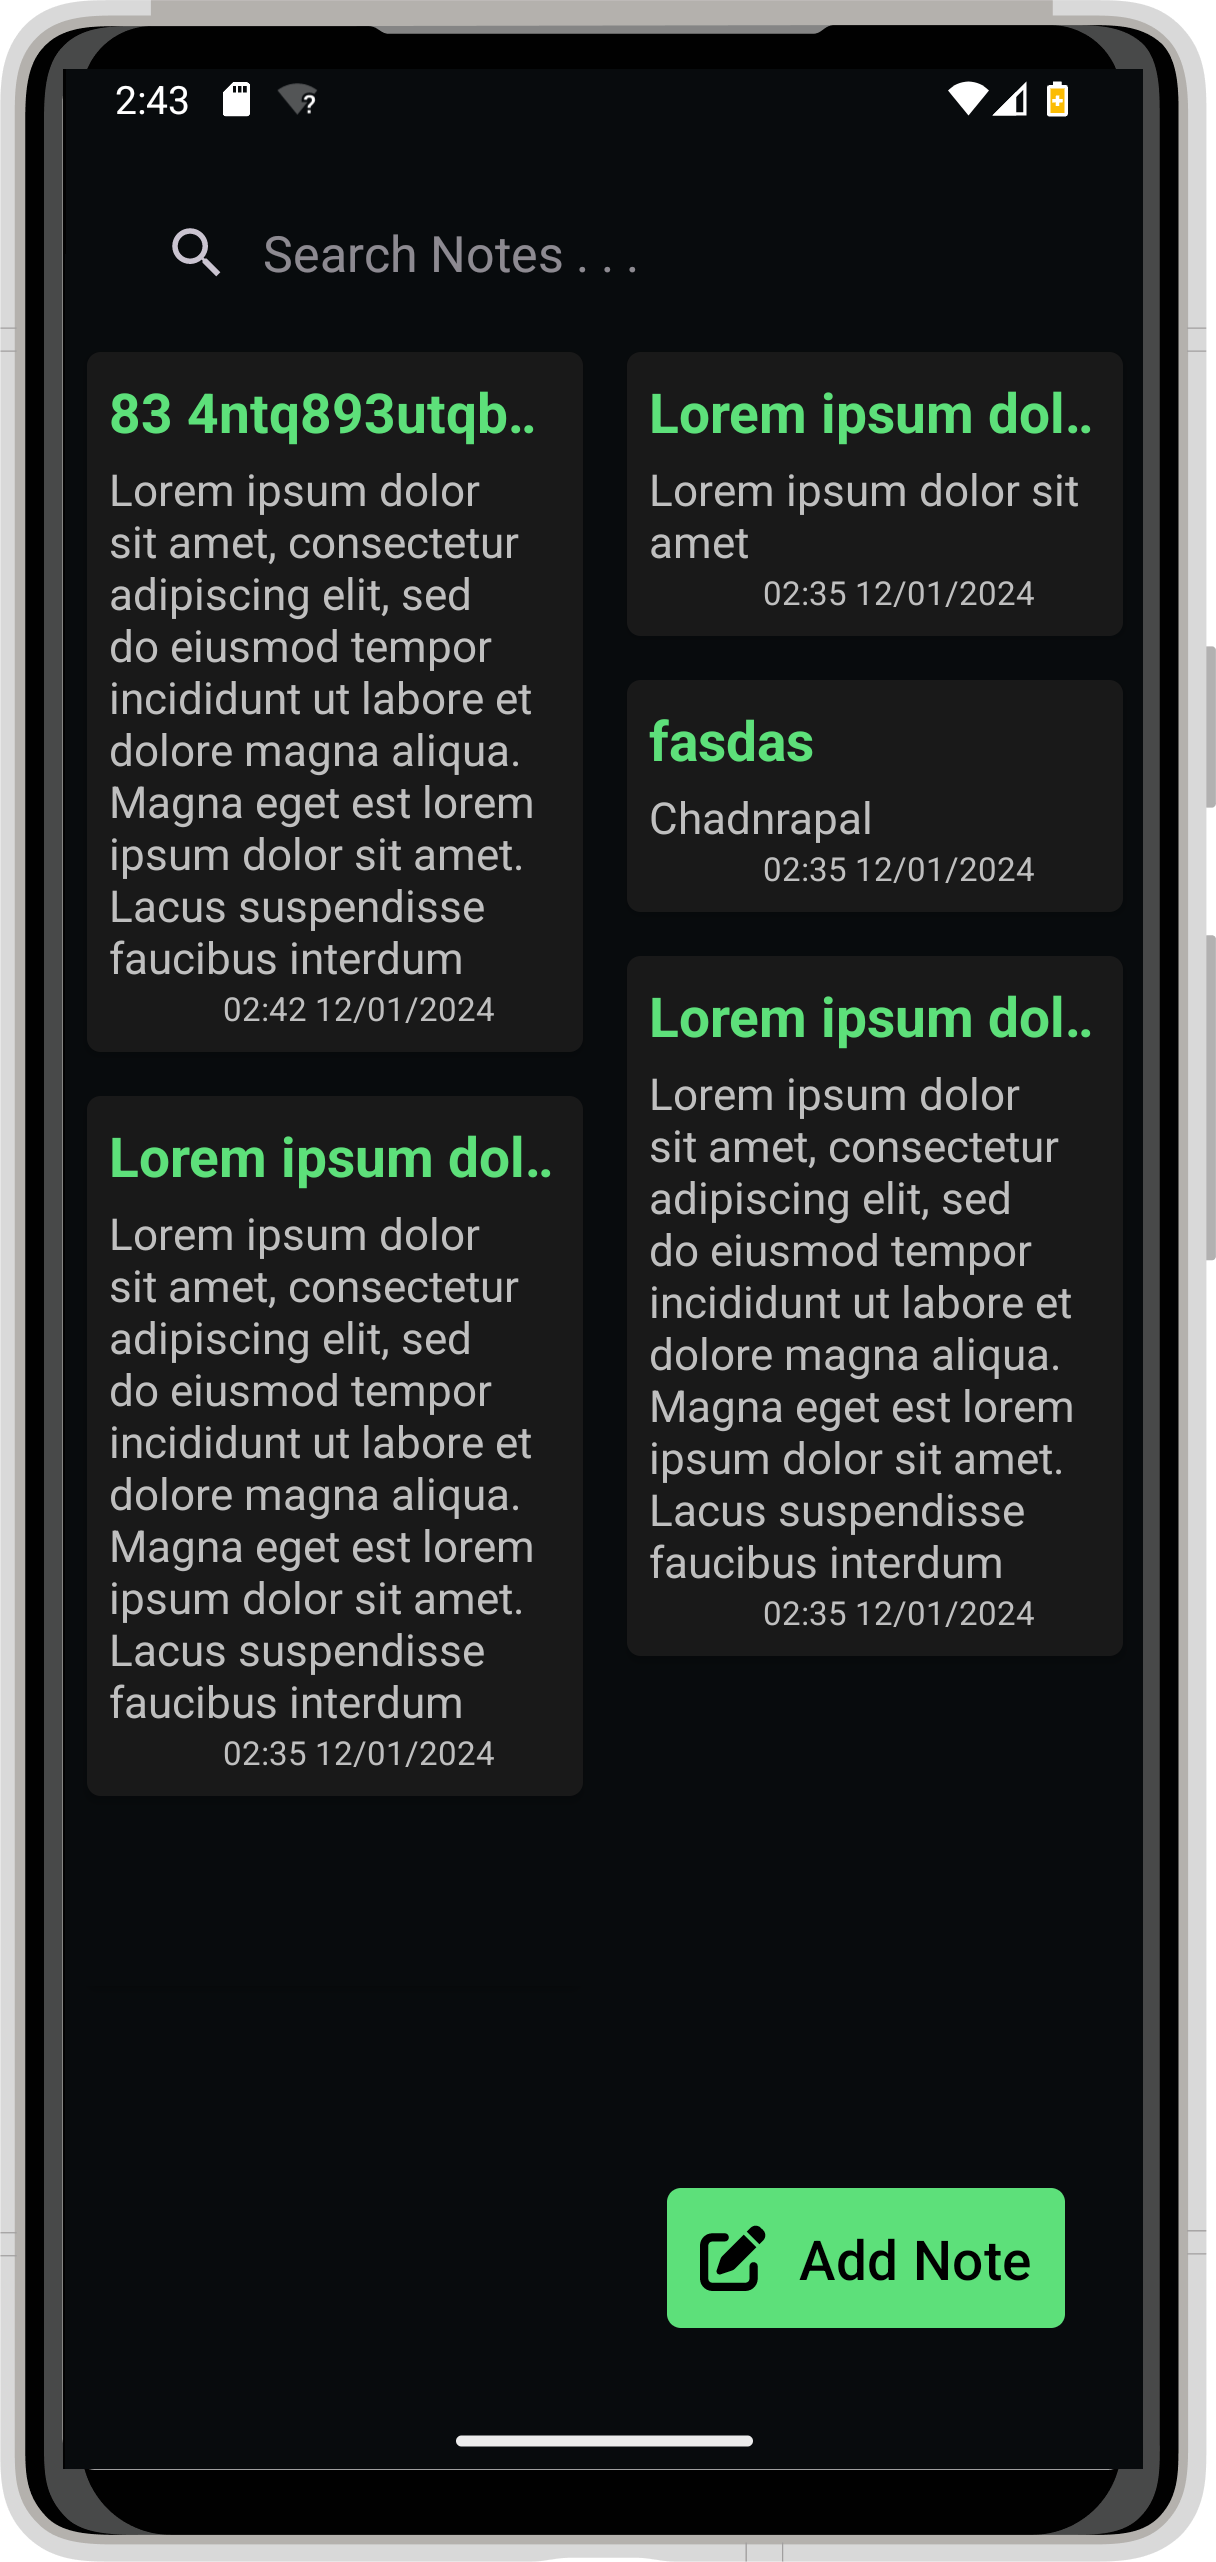 2:43
Search Notes . . .
83 4ntq893utqb..
Lorem ipsum dolor
sit amet, consectetur
adipiscing elit, sed
do eiusmod tempor
incididunt ut labore et
dolore magna aliqua.
Magna eget est lorem
ipsum dolor sit amet.
Lacus suspendisse
faucibus interdum
02:42 12/01/2024
Lorem ipsum dol..
Lorem ipsum dolor
sit amet, consectetur
adipiscing elit, sed
do eiusmod tempor
incididunt ut labore et
dolore magna aliqua.
Magna eget est lorem
ipsum dolor sit amet.
Lacus suspendisse
faucibus interdum
02:35 12/01/2024
Lorem ipsum dol..
Lorem ipsum dolor sit
amet
02:35 12/01/2024
fasdas
Chadnrapal
02:35 12/01/2024
Lorem ipsum dol..
Lorem ipsum dolor
sit amet, consectetur
adipiscing elit, sed
do eiusmod tempor
incididunt ut labore et
dolore magna aliqua.
Magna eget est lorem
ipsum dolor sit amet.
Lacus suspendisse
faucibus interdum
02:35 12/01/2024
Add Note